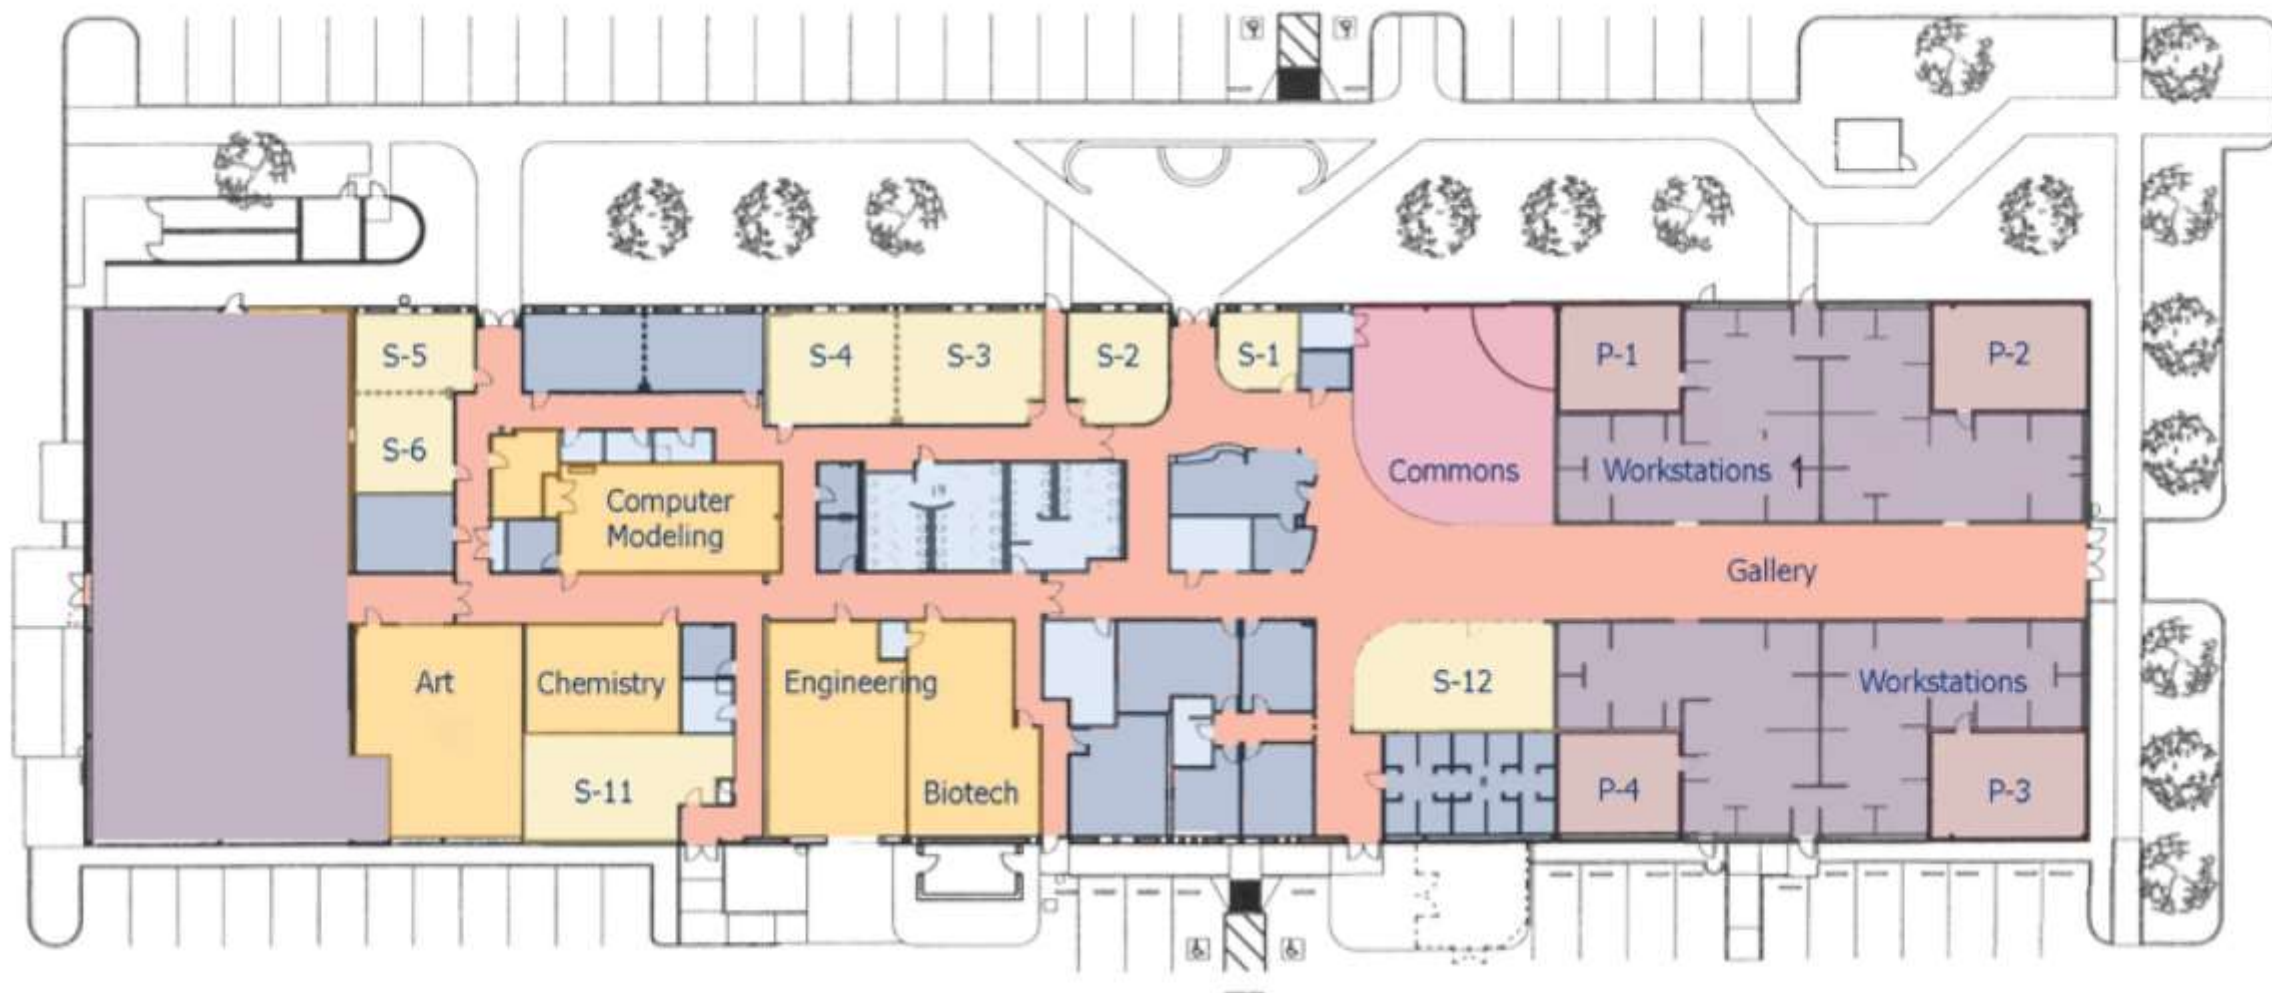 S-5
S-4
S-3
S-2
S-1
P-1
P-2
S-6
Commons
Workstations
Computer
Modeling
Gallery
Art
Chemistry
Engineering
S-12
Workstations
S-11
Biotech
P-4
P-3